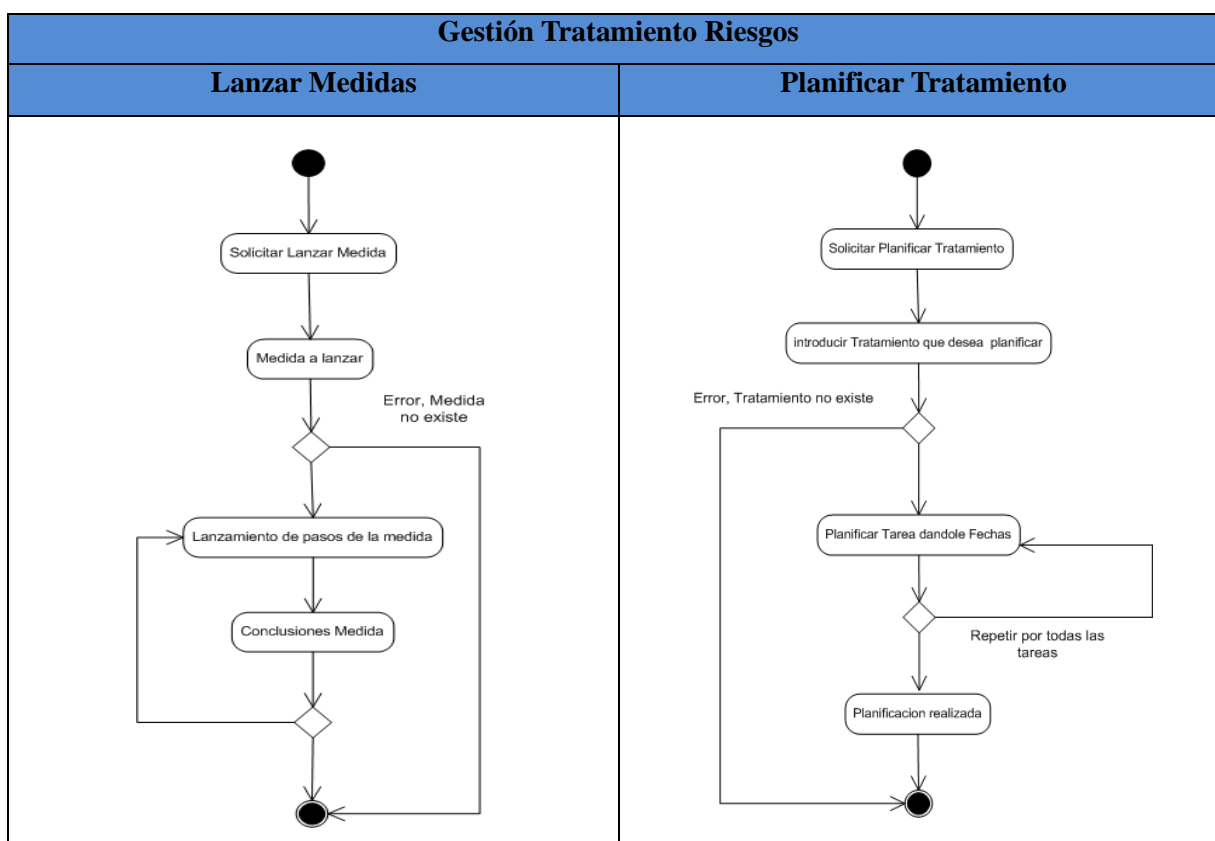 Gestión Tratamiento Riesgos
Lanzar Medidas
Planificar Tratamiento
Solicitar Lanzar Medida
Medida a lanzar
Error, Medida
no existe
Lanzamiento de pasos de la medida
Conclusiones Medida
Solicitar Planificar Tratamiento
introducir Tratamiento que desea planificar
Error, Tratamiento no existe
Planificar Tarea dandole Fechas
Repetir por todas las
tareas
Planificacion realizada